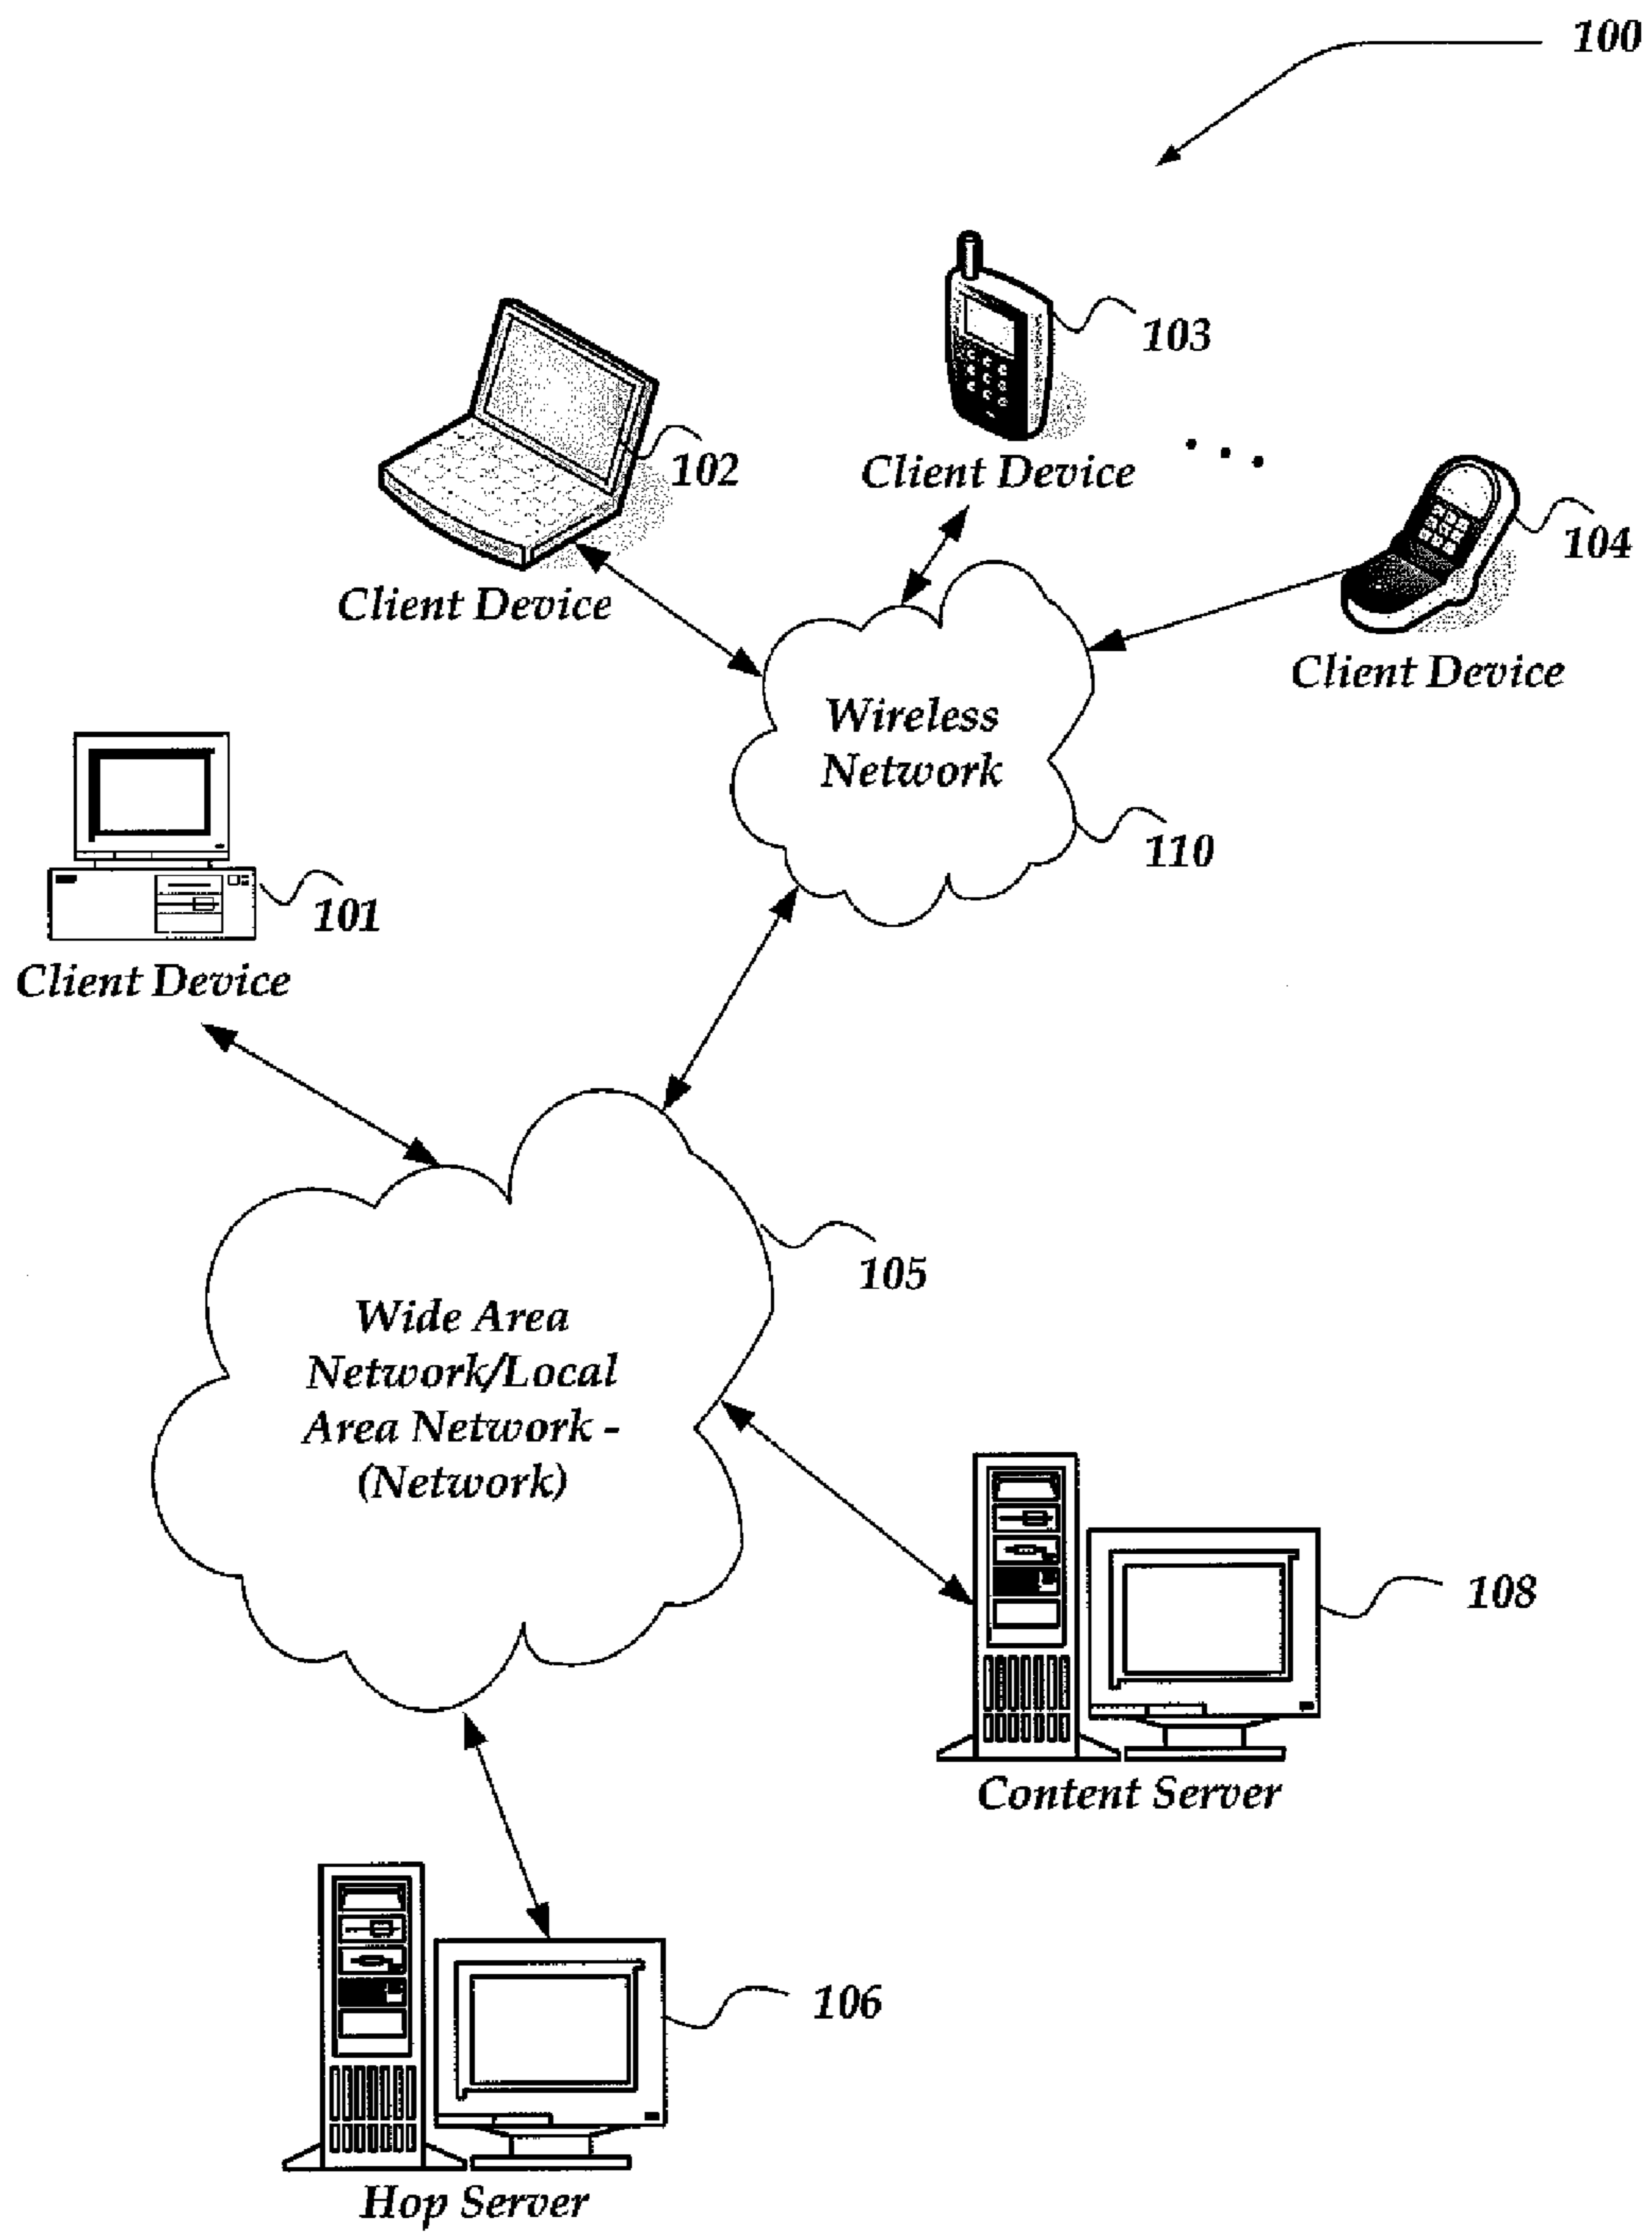 100
103
Client Device
102
104
Client Device
Client Device
Wireless
Network
110
101
Client Device
105
Wide Area
Network/Local
Area Network -
(Network)
108
Content Server
106
Hop Server